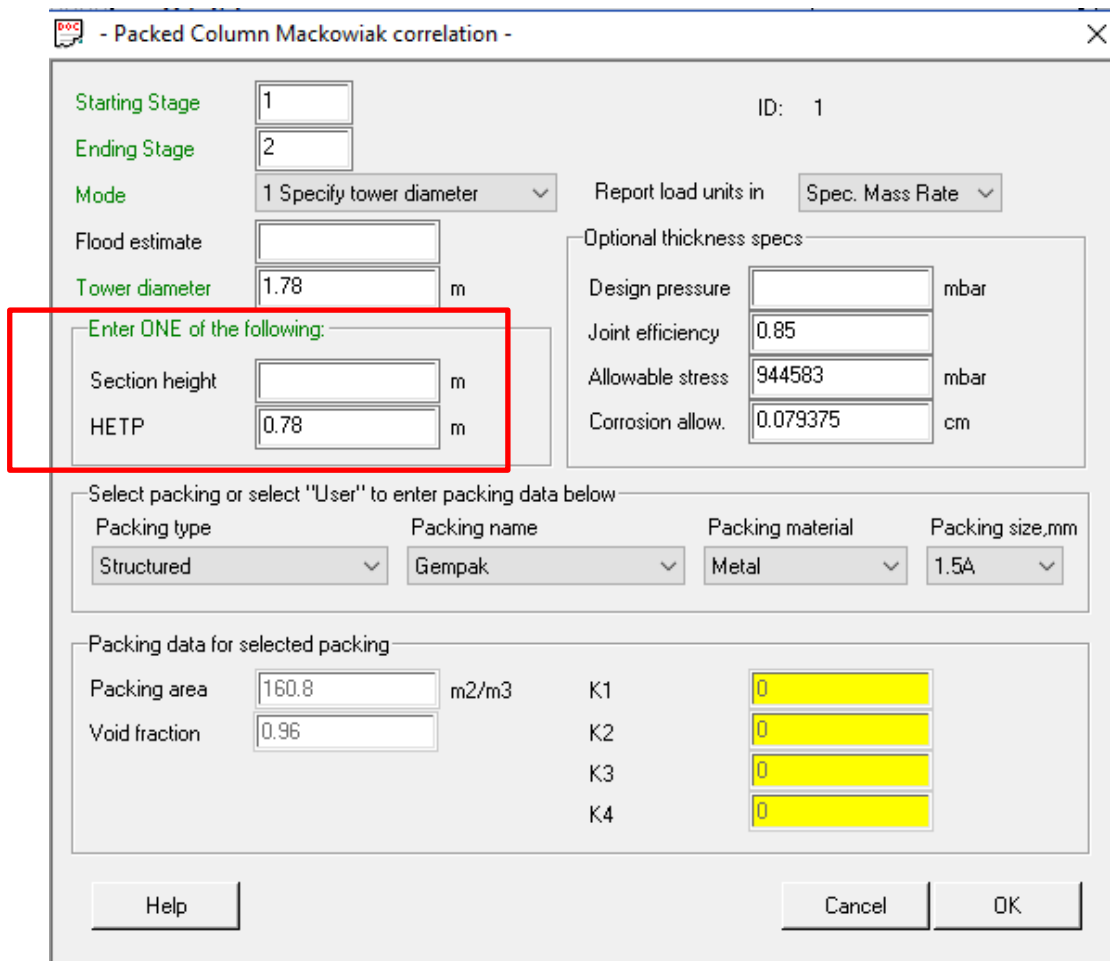 DOC
- Packed Column Mackowiak correlation -
Starting Stage 1 ID: 1
Ending Stage 2
Mode 1 Specify tower diameter Report load units in Spec. Mass Rate
Flood estimate
Tower diameter 1.78 m
Optional thickness specs
Design pressure mbar
Joint efficiency 0.85
Allowable stress 944583 mbar
Corrosion allow. 0.079375 cm
Enter ONE of the following:
Section height m
HETP 0.78 m
Select packing or select "User" to enter packing data below
Packing type Packing name Packing material Packing size,mm
Structured Gempak Metal 1.5A
Packing data for selected packing
Packing area 160.8 m2/m3 K1 0
Void fraction 0.96 K2 0
K3 0
K4 0
Help Cancel OK